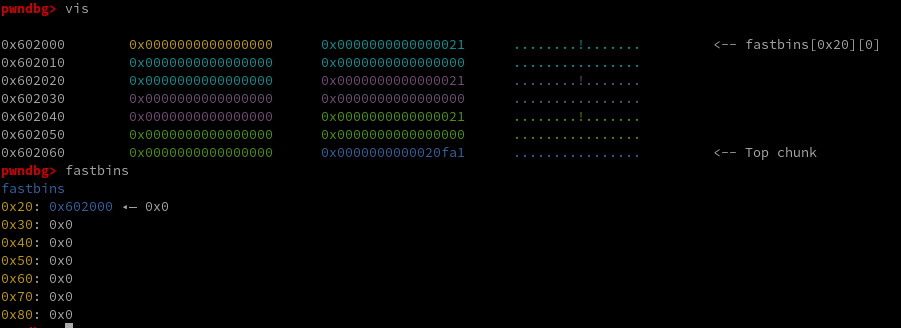 pwndbg> vis
0x602000 0x0000000000000000 0x0000000000000021 ........!....... <-- fastbins[0x20][0]
0x602010 0x0000000000000000 0x0000000000000000 ................
0x602020 0x0000000000000000 0x0000000000000021 ........!.......
0x602030 0x0000000000000000 0x0000000000000000 ................
0x602040 0x0000000000000000 0x0000000000000021 ........!.......
0x602050 0x0000000000000000 0x0000000000000000 ................
0x602060 0x0000000000000000 0x0000000000020fa1 ................ <-- Top chunk
pwndbg> fastbins
fastbins
0x20: 0x602000 ◂— 0x0
0x30: 0x0
0x40: 0x0
0x50: 0x0
0x60: 0x0
0x70: 0x0
0x80: 0x0